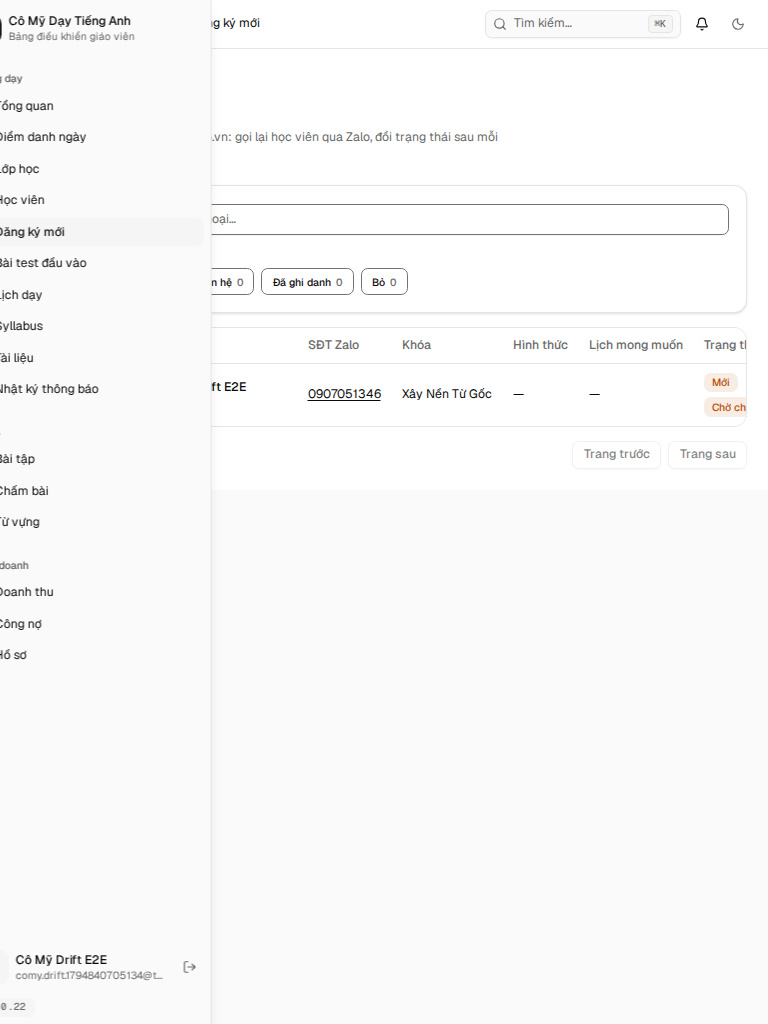 Cô Mỹ Dạy Tiếng Anh
Bảng điều khiển giáo viên
g ký mới
Tìm kiếm...
⌘K
dạy
Tổng quan
Điểm danh ngày
Lớp học
Học viên
Đăng ký mới
Bài test đầu vào
Lịch dạy
Syllabus
Tài liệu
Nhật ký thông báo
Bài tập
Chấm bài
Từ vựng
doanh
Doanh thu
Công nợ
Hồ sơ
Cô Mỹ Drift E2E
comy.drift.1794840705134@t...
0.22
.vn: gọi lại học viên qua Zalo, đổi trạng thái sau mỗi
oại...
n hệ 0
Đã ghi danh 0
Bỏ 0
SĐT Zalo
Khóa
Hình thức
Lịch mong muốn
Trạng th
ft E2E
0907051346
Xây Nền Từ Gốc
—
—
Mới
Chờ ch
Trang trước
Trang sau